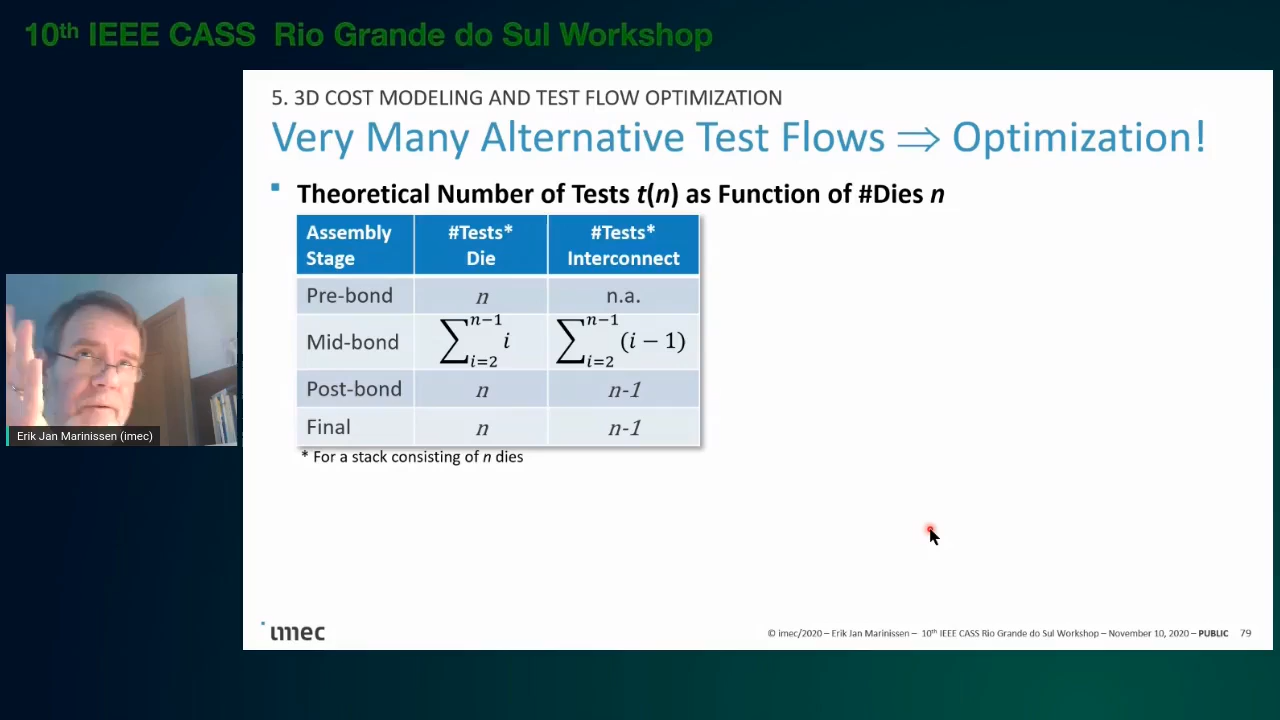 10th IEEE CASS Rio Grande do Sul Workshop
5. 3D COST MODELING AND TEST FLOW OPTIMIZATION
Very Many Alternative Test Flows ⇒ Optimization!
▪ Theoretical Number of Tests t(n) as Function of #Dies n
Assembly Stage #Tests* Die #Tests* Interconnect
Pre-bond n n.a.
Mid-bond ∑_{i=2}^{n−1} i ∑_{i=2}^{n−1} (i − 1)
Post-bond n n-1
Final n n-1
* For a stack consisting of n dies
Erik Jan Marinissen (imec)
imec
© imec/2020 – Erik Jan Marinissen – 10th IEEE CASS Rio Grande do Sul Workshop – November 10, 2020 – PUBLIC 79